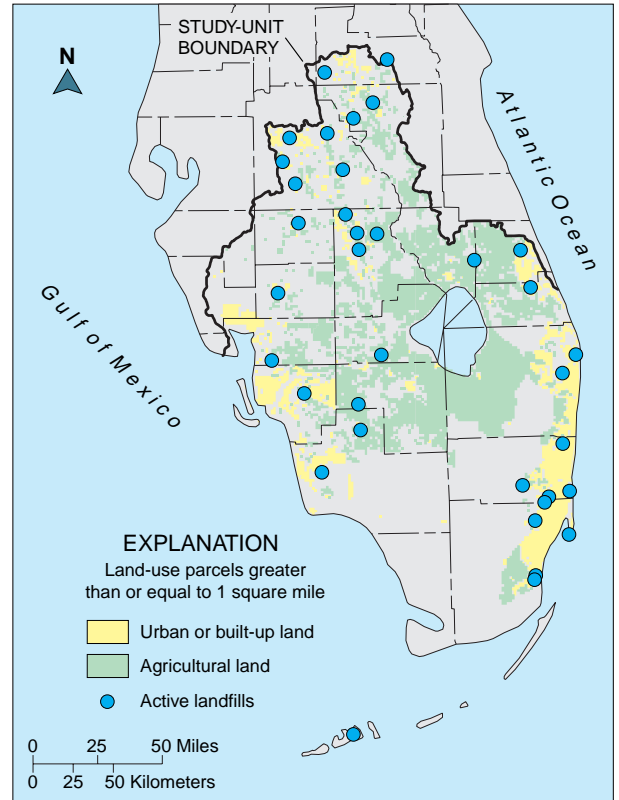 STUDY-UNIT
BOUNDARY
N
Atlantic Ocean
Gulf of Mexico
EXPLANATION
Land-use parcels greater
than or equal to 1 square mile
Urban or built-up land
Agricultural land
Active landfills
0 25 50 Miles
0 25 50 Kilometers